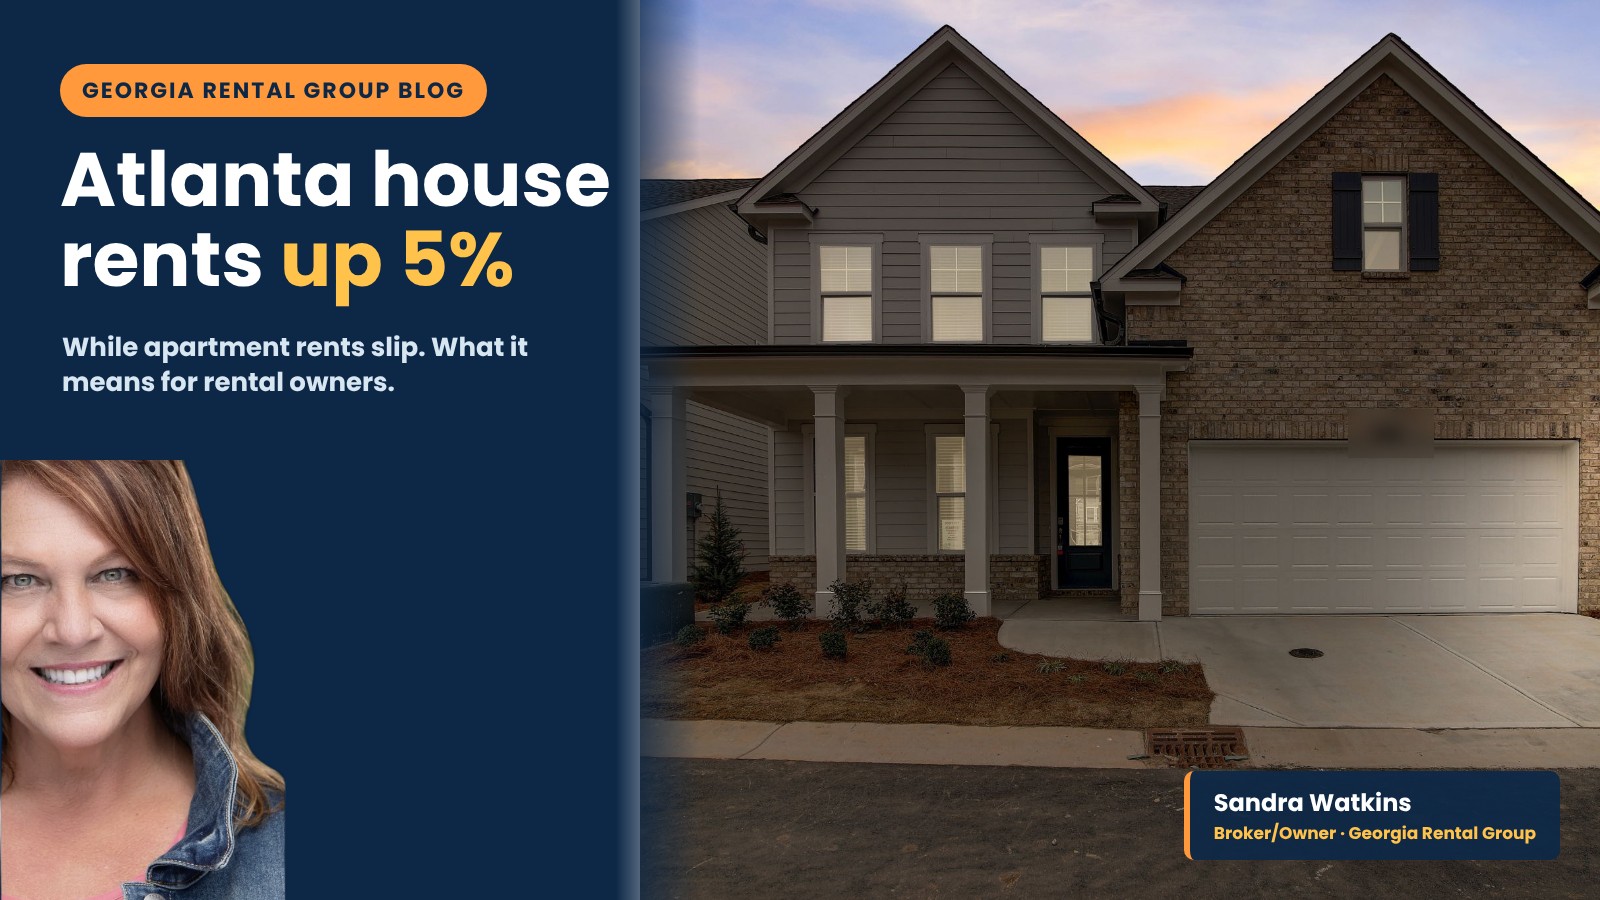 GEORGIA RENTAL GROUP BLOG
Atlanta house
rents up 5%
While apartment rents slip. What it
means for rental owners.
Sandra Watkins
Broker/Owner · Georgia Rental Group